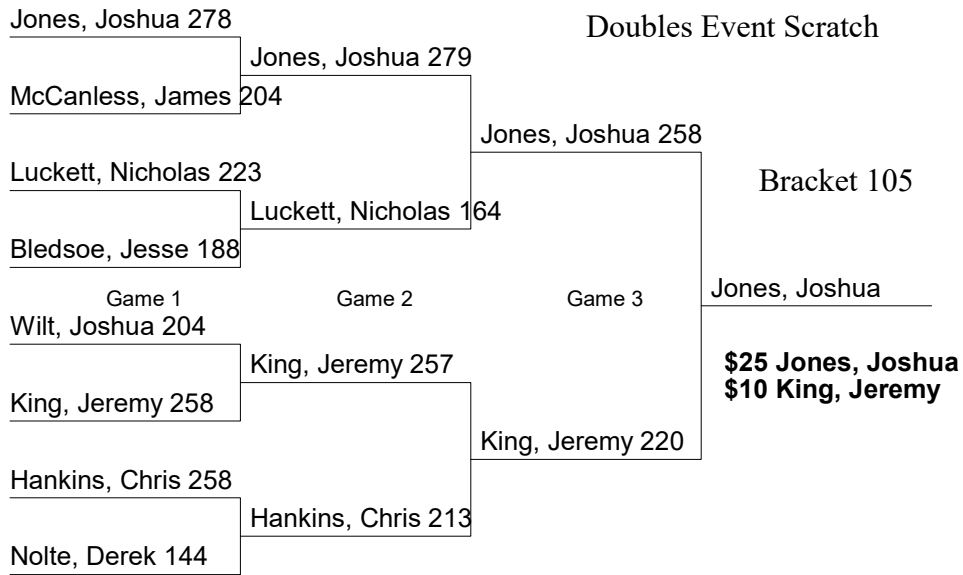 Jones, Joshua 278
Doubles Event Scratch
Jones, Joshua 279
McCanless, James 204
Jones, Joshua 258
Luckett, Nicholas 223
Bracket 105
Luckett, Nicholas 164
Bledsoe, Jesse 188
Game 1
Game 2
Game 3
Jones, Joshua
Wilt, Joshua 204
King, Jeremy 257
$25 Jones, Joshua
$10 King, Jeremy
King, Jeremy 258
King, Jeremy 220
Hankins, Chris 258
Hankins, Chris 213
Nolte, Derek 144